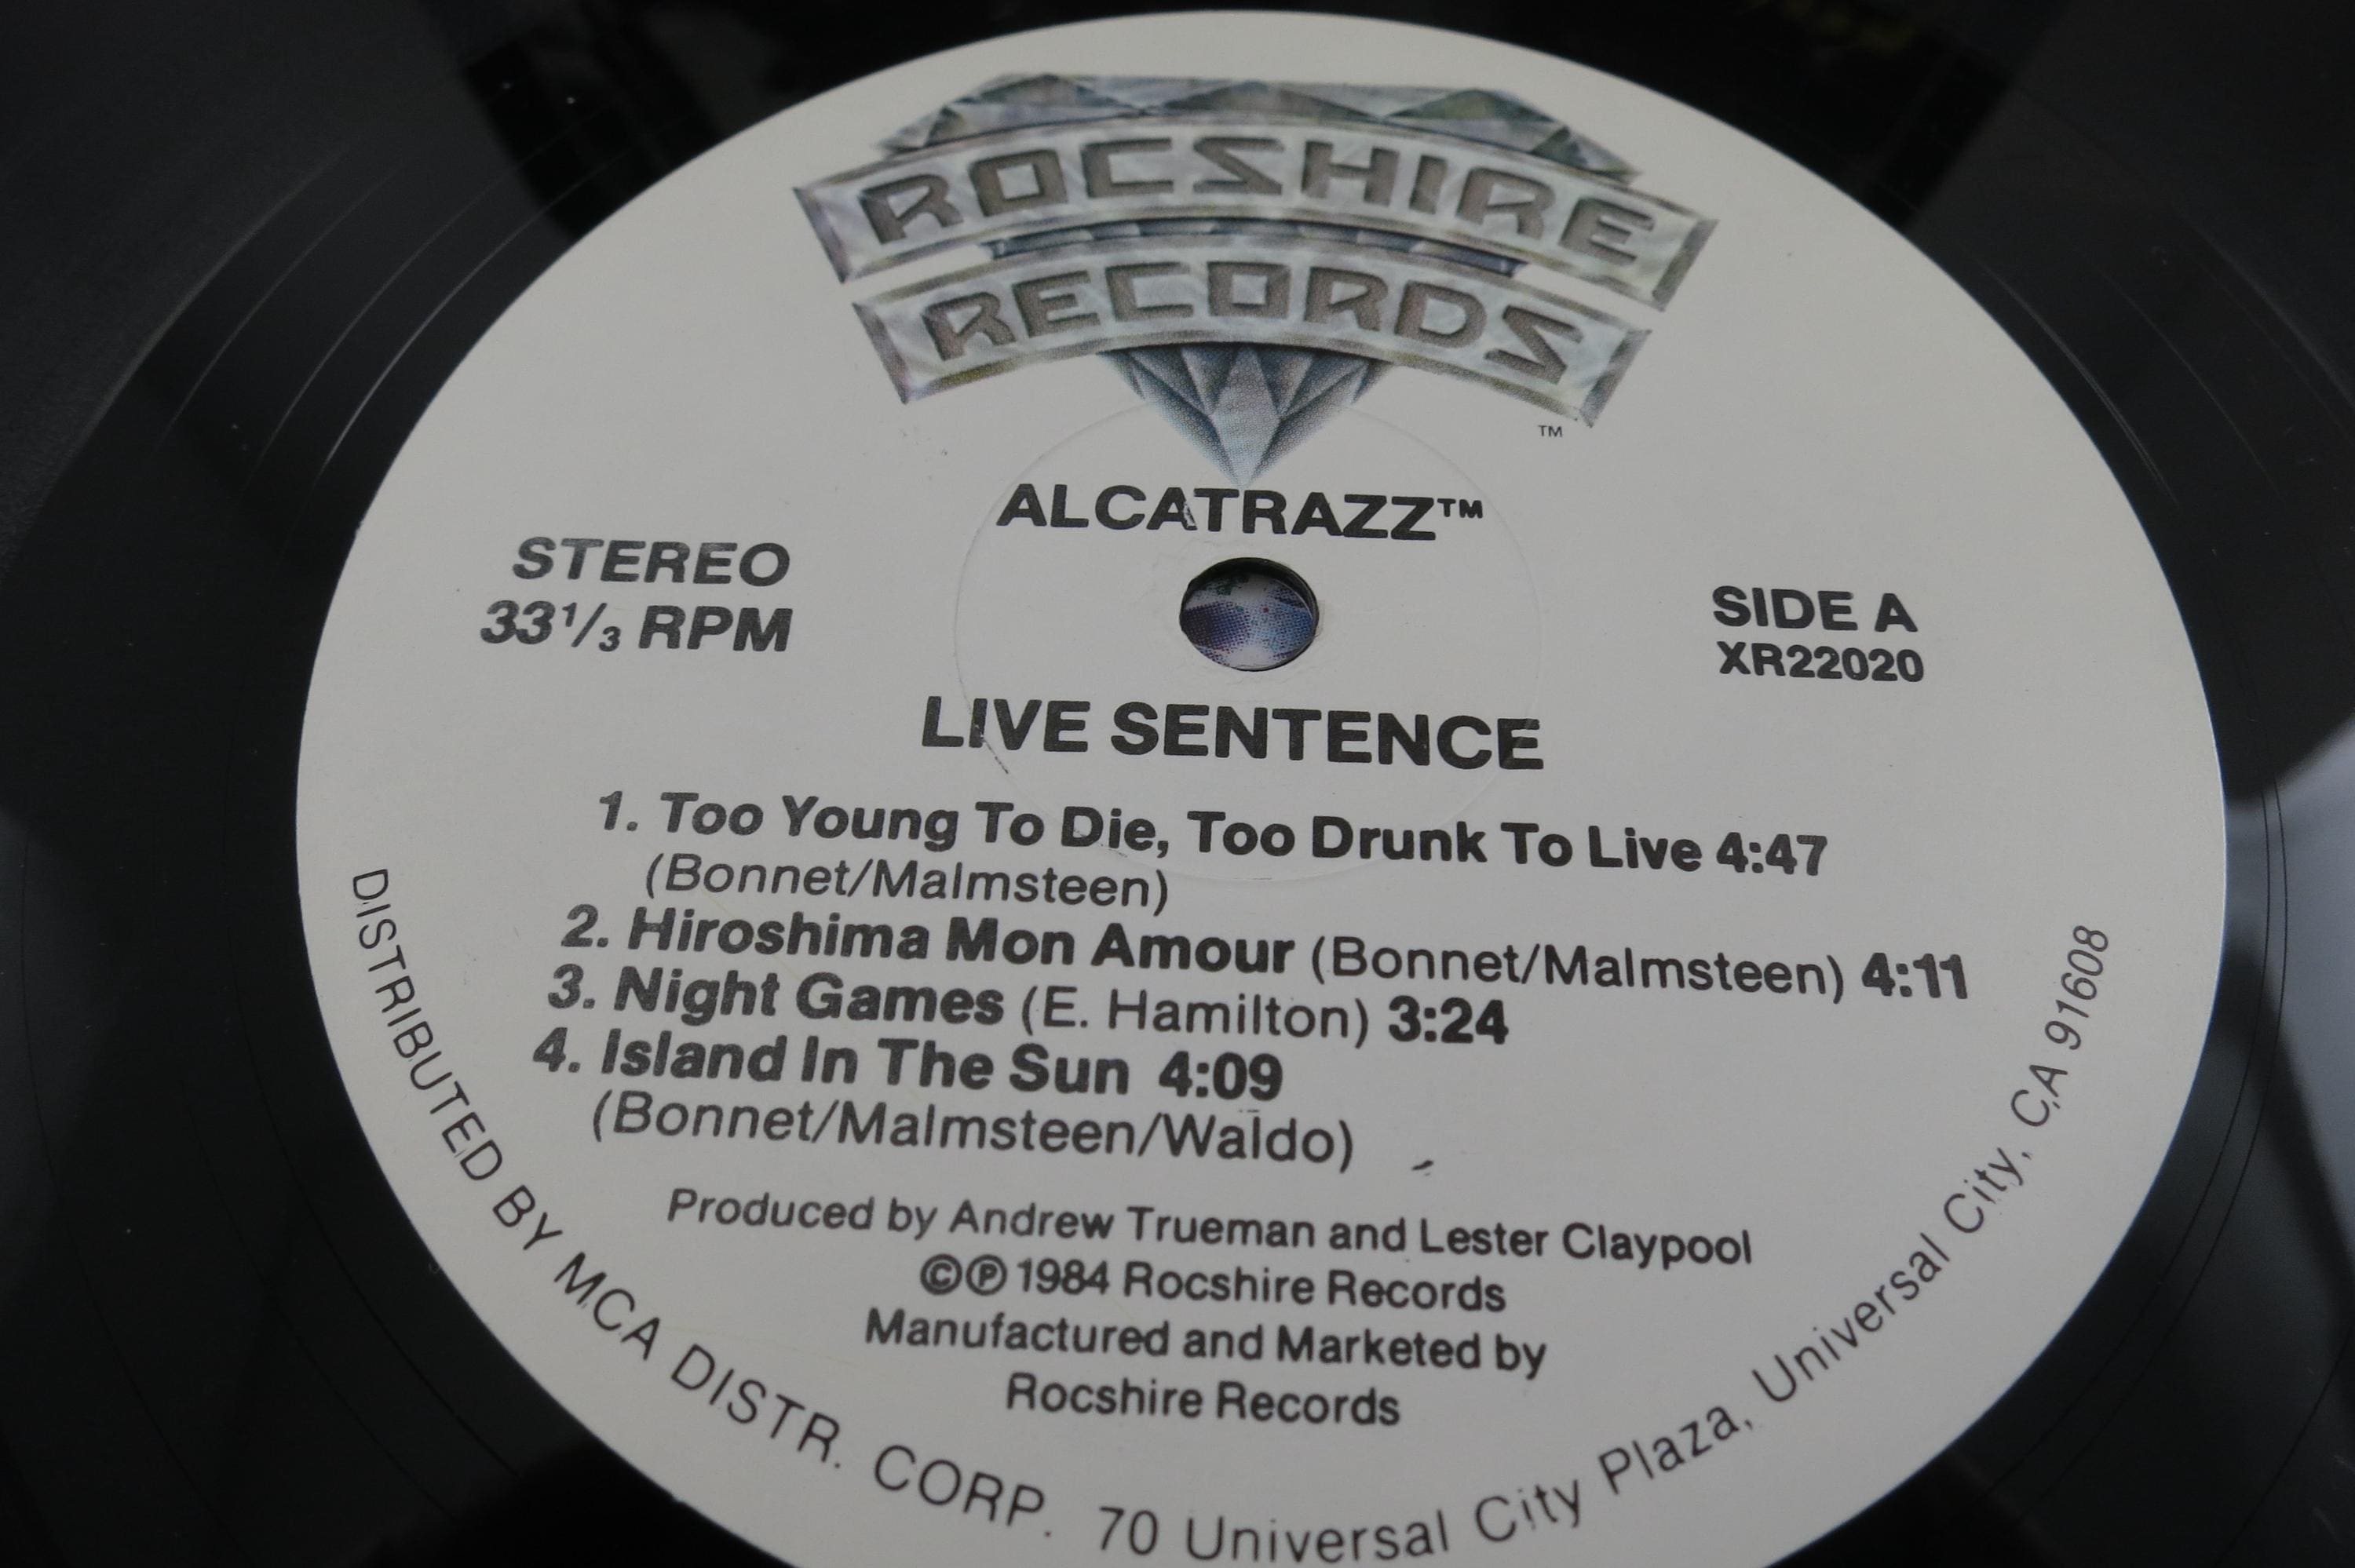 ROCSHIRE
RECORDS
TM
ALCATRAZZ™
STEREO
33 1/3 RPM
SIDE A
XR22020
LIVE SENTENCE
1. Too Young To Die, Too Drunk To Live 4:47
(Bonnet/Malmsteen)
2. Hiroshima Mon Amour (Bonnet/Malmsteen) 4:11
3. Night Games (E. Hamilton) 3:24
4. Island In The Sun 4:09
(Bonnet/Malmsteen/Waldo)
Produced by Andrew Trueman and Lester Claypool
©℗ 1984 Rocshire Records
Manufactured and Marketed by
Rocshire Records
DISTRIBUTED BY MCA DISTR. CORP. 70 Universal City Plaza, Universal City, CA 91608